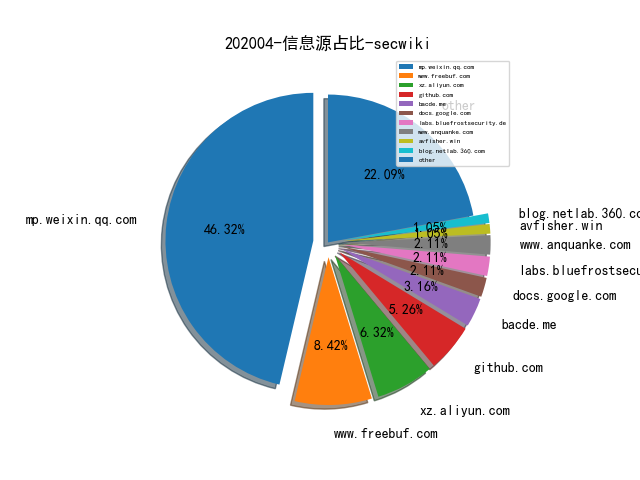 202004-信息源占比-secwiki
mp.weixin.qq.com
www.freebuf.com
xz.aliyun.com
github.com
bacde.me
docs.google.com
labs.bluefrostsecurity.de
www.anquanke.com
avfisher.win
blog.netlab.360.com
other
other
22.09%
46.32%
mp.weixin.qq.com
1.05%
1.05%
2.11%
2.11%
2.11%
3.16%
5.26%
6.32%
8.42%
blog.netlab.360.co
avfisher.win
www.anquanke.com
labs.bluefrostsecu
docs.google.com
bacde.me
github.com
xz.aliyun.com
www.freebuf.com